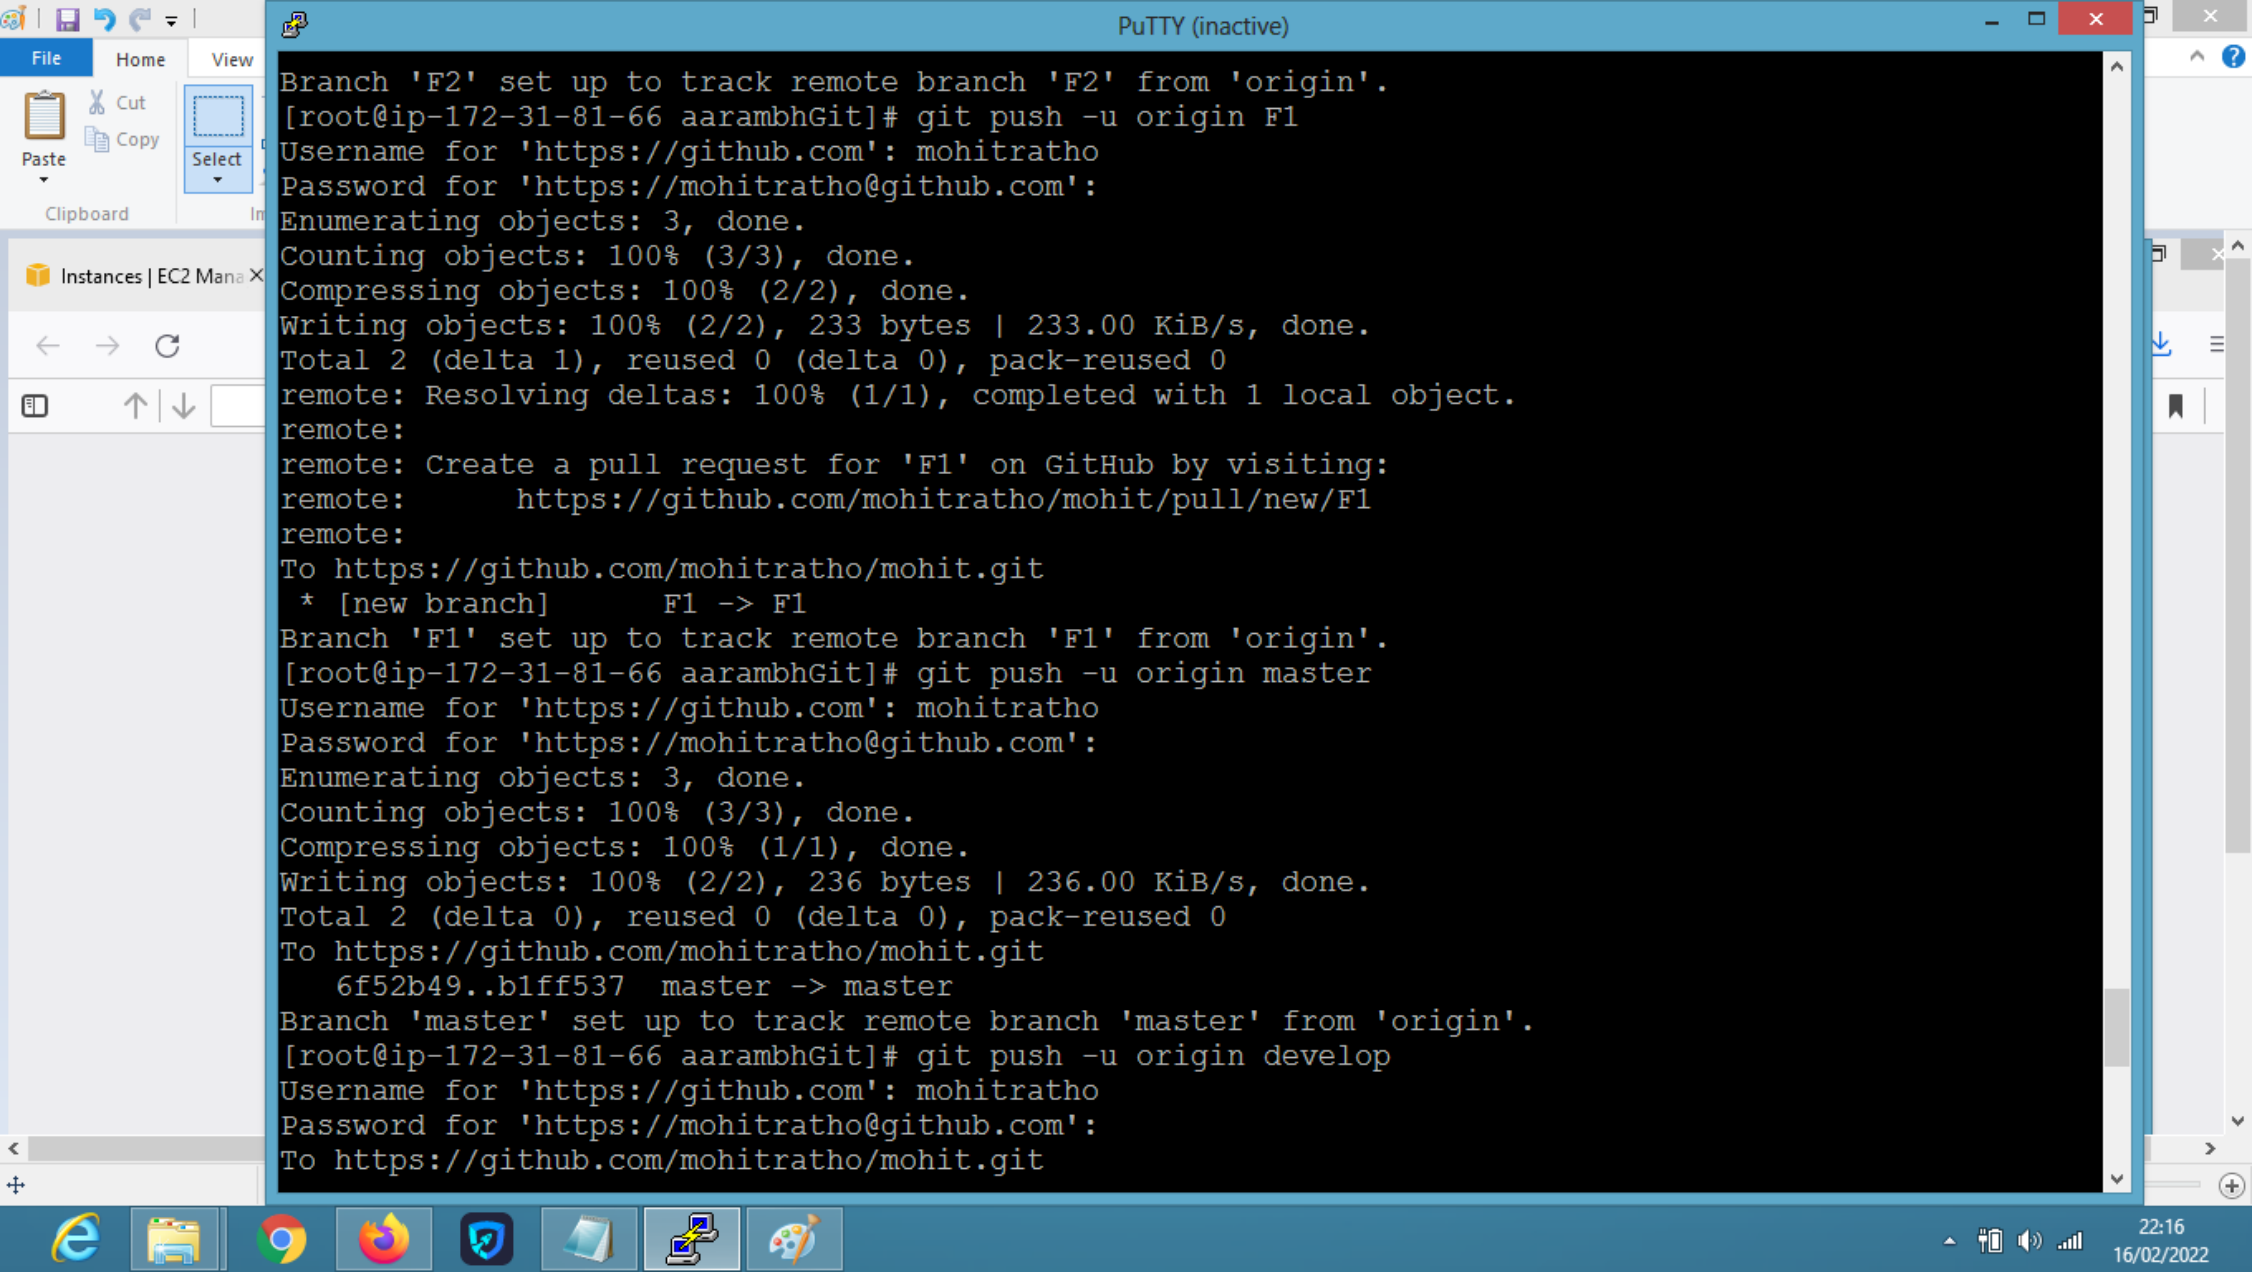 PuTTY (inactive)
File Home View
Cut
Copy
Paste
Select
Clipboard
Instances | EC2 Mana
Branch 'F2' set up to track remote branch 'F2' from 'origin'.
[root@ip-172-31-81-66 aarambhGit]# git push -u origin F1
Username for 'https://github.com': mohitratho
Password for 'https://mohitratho@github.com':
Enumerating objects: 3, done.
Counting objects: 100% (3/3), done.
Compressing objects: 100% (2/2), done.
Writing objects: 100% (2/2), 233 bytes | 233.00 KiB/s, done.
Total 2 (delta 1), reused 0 (delta 0), pack-reused 0
remote: Resolving deltas: 100% (1/1), completed with 1 local object.
remote:
remote: Create a pull request for 'F1' on GitHub by visiting:
remote:      https://github.com/mohitratho/mohit/pull/new/F1
remote:
To https://github.com/mohitratho/mohit.git
 * [new branch]      F1 -> F1
Branch 'F1' set up to track remote branch 'F1' from 'origin'.
[root@ip-172-31-81-66 aarambhGit]# git push -u origin master
Username for 'https://github.com': mohitratho
Password for 'https://mohitratho@github.com':
Enumerating objects: 3, done.
Counting objects: 100% (3/3), done.
Compressing objects: 100% (1/1), done.
Writing objects: 100% (2/2), 236 bytes | 236.00 KiB/s, done.
Total 2 (delta 0), reused 0 (delta 0), pack-reused 0
To https://github.com/mohitratho/mohit.git
   6f52b49..b1ff537  master -> master
Branch 'master' set up to track remote branch 'master' from 'origin'.
[root@ip-172-31-81-66 aarambhGit]# git push -u origin develop
Username for 'https://github.com': mohitratho
Password for 'https://mohitratho@github.com':
To https://github.com/mohitratho/mohit.git
22:16
16/02/2022